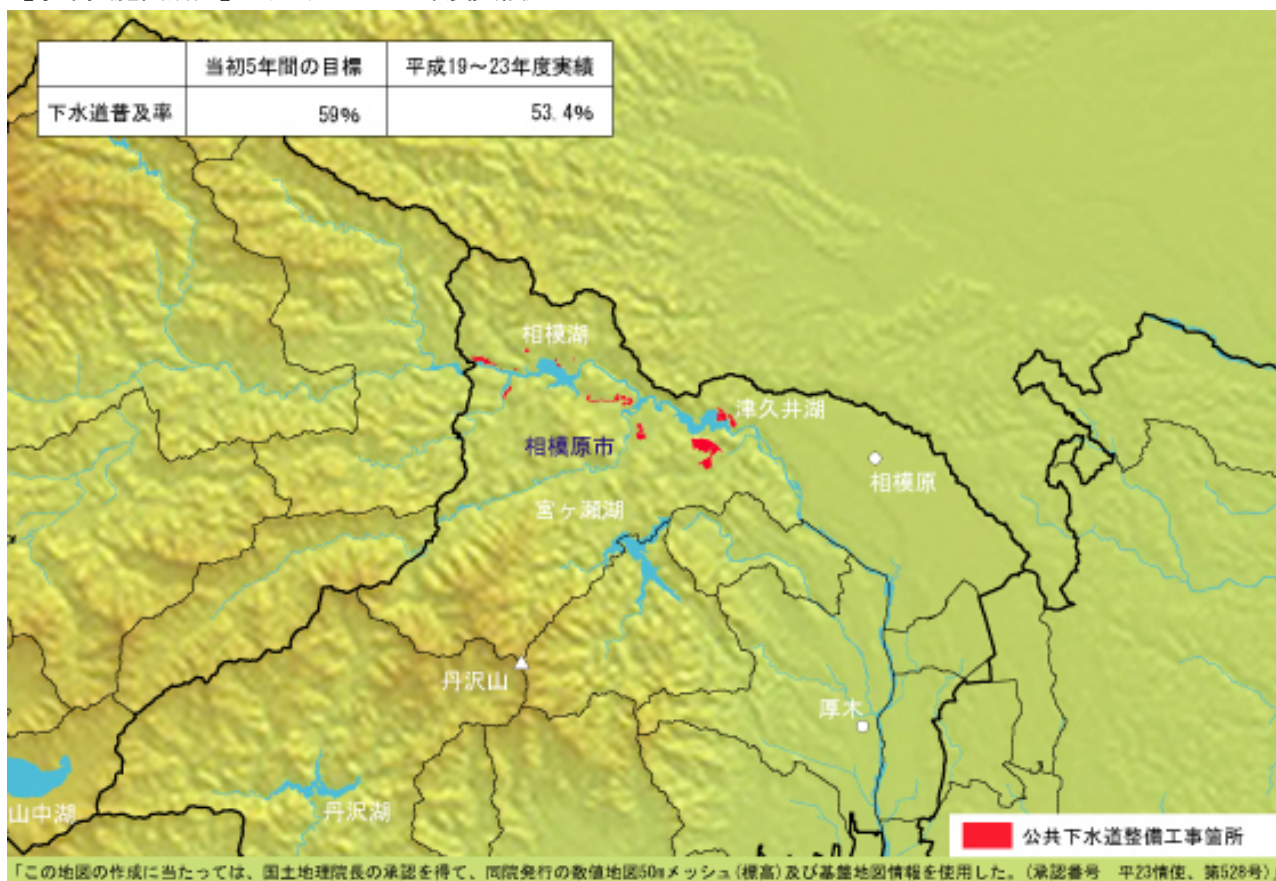 当初5年間の目標 平成19～23年度実績
下水道普及率 59% 53.4%
相模湖
津久井湖
相模原市
相模原
宮ヶ瀬湖
丹沢山
厚木
山中湖
丹沢湖
公共下水道整備工事箇所
「この地図の作成に当たっては、国土地理院長の承認を得て、同院発行の数値地図50mメッシュ(標高)及び基盤地図情報を使用した。(承認番号 平23情使、第528号)」